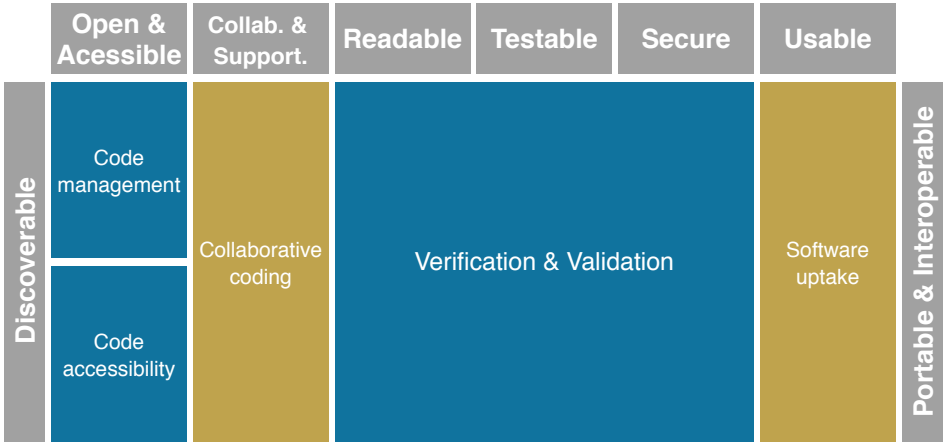 Open &
Acessible
Collab. &
Support.
Readable
Testable
Secure
Usable
Discoverable
Code
management
Code
accessibility
Collaborative
coding
Verification & Validation
Software
uptake
Portable & Interoperable